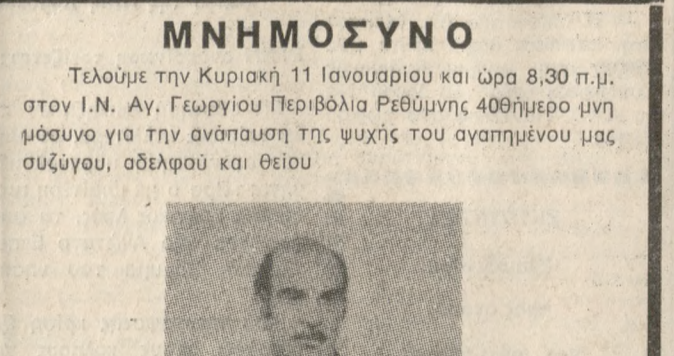 ΜΝΗΜΟΣΥΝΟ
Τελούμε την Κυριακή 11 Ιανουαρίου και ώρα 8,30 π.μ.
στον Ι.Ν. Αγ. Γεωργίου Περιβόλια Ρεθύμνης 40θήμερο μνη
μόσυνο για την ανάπαυση της ψυχής του αγαπημένου μας
συζύγου, αδελφού και θείου